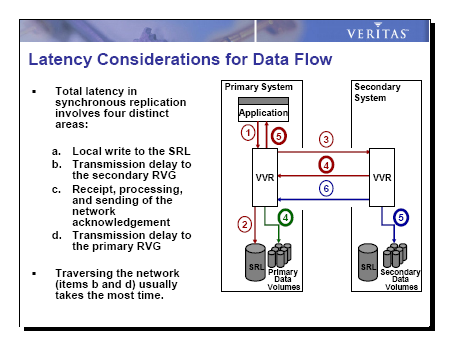 VERITAS
Latency Considerations for Data Flow
Total latency in
synchronous replication
involves four distinct
areas:
a. Local write to the SRL
b. Transmission delay to
the secondary RVG
c. Receipt, processing,
and sending of the
network
acknowledgement
d. Transmission delay to
the primary RVG
Traversing the network
(items b and d) usually
takes the most time.
Primary System
Application
1
5
VVR
2
4
SRL
Primary
Data
Volumes
3
4
6
Secondary
System
VVR
5
SRL
Secondary
Data
Volumes